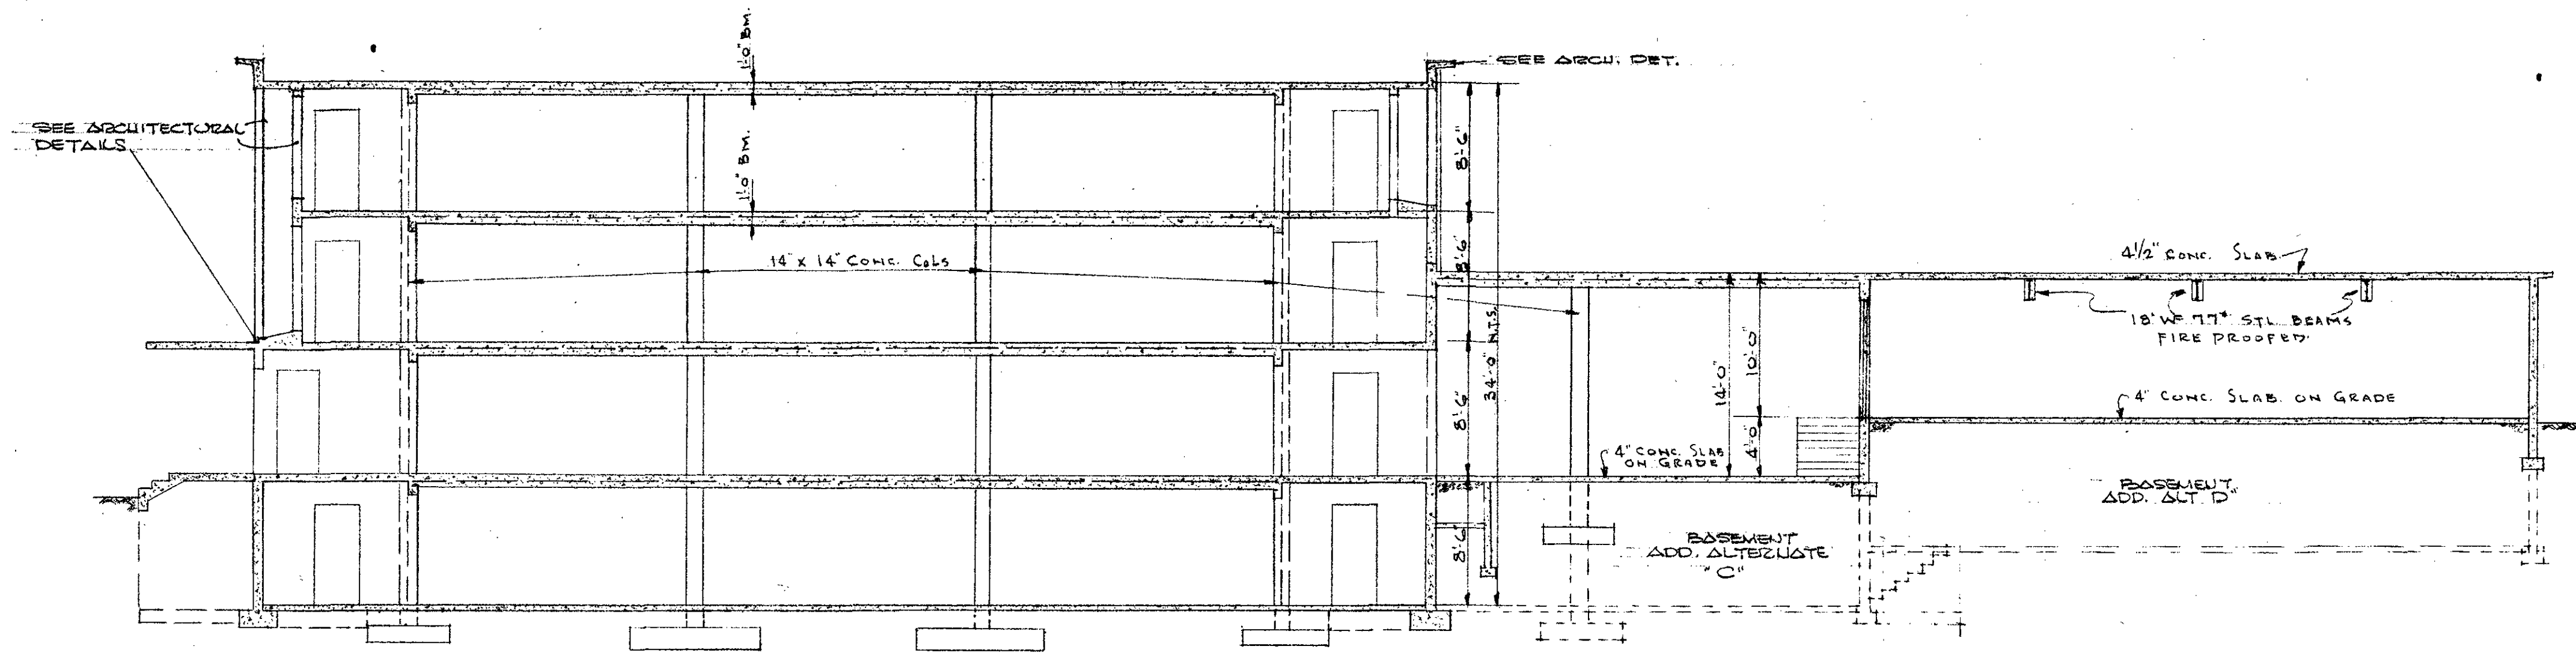 1'-0" BM.
SEE ARCH. DET.
SEE ARCHITECTURAL
DETAILS
1'-0" BM.
8'-6"
14" x 14" CONC. COLS
8'-6"
4 1/2" CONC. SLAB
18" WF 77# STL. BEAMS
FIRE PROOFED.
34'-0" N.T.S.
14'-0"
10'-0"
8'-6"
4" CONC. SLAB ON GRADE
4'-0"
4" CONC. SLAB
ON GRADE
BASEMENT
ADD. ALT. D"
8'-6"
BASEMENT
ADD. ALTERNATE
"C"